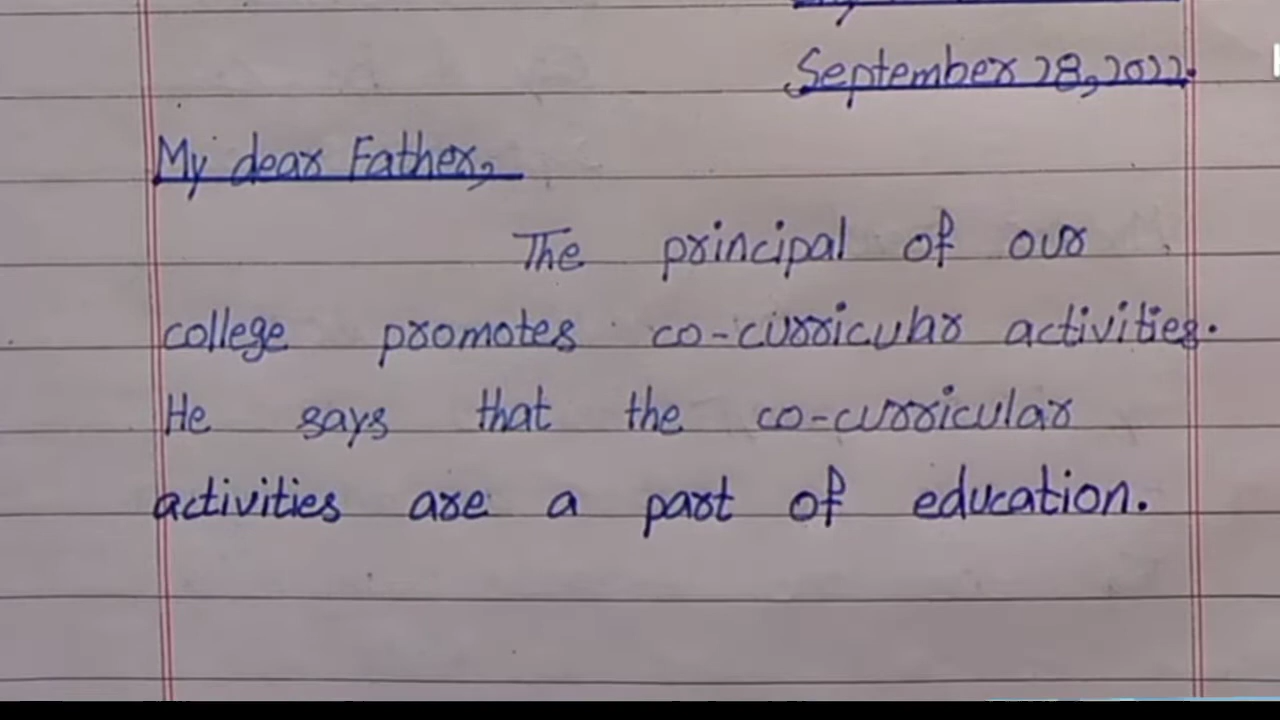 September 28, 2022.
My dear Father,
The principal of our
college promotes co-curricular activities.
He says that the co-curricular
activities are a part of education.